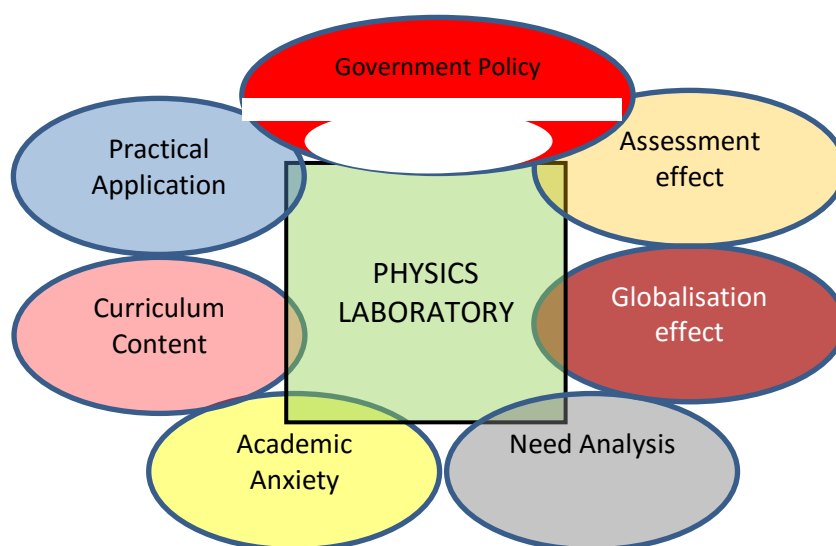 Government Policy
Practical
Application
Assessment
effect
PHYSICS
LABORATORY
Curriculum
Content
Globalisation
effect
Academic
Anxiety
Need Analysis